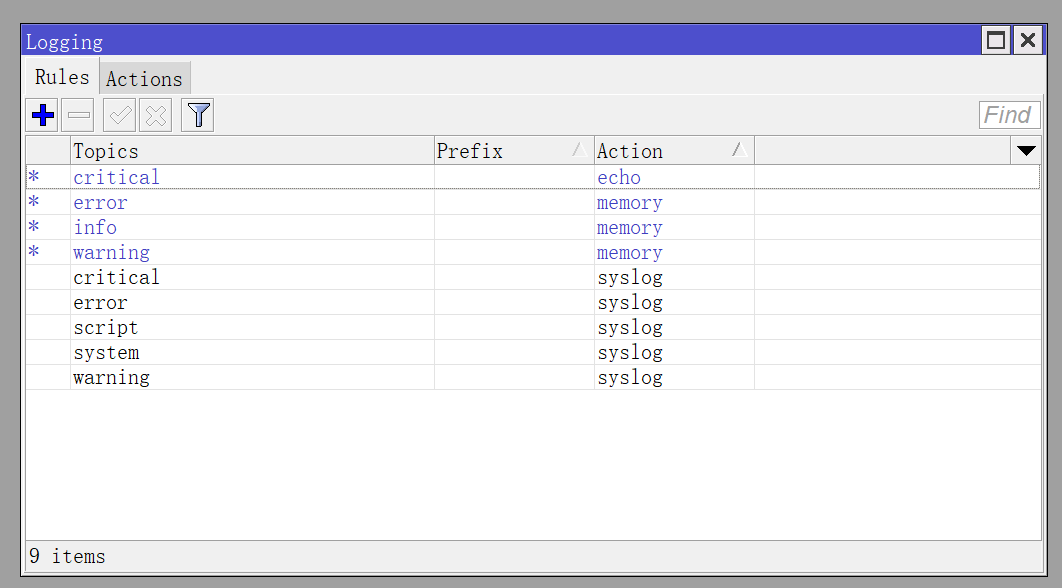 Logging
Rules Actions
Find
Topics Prefix Action
* critical echo
* error memory
* info memory
* warning memory
critical syslog
error syslog
script syslog
system syslog
warning syslog
9 items